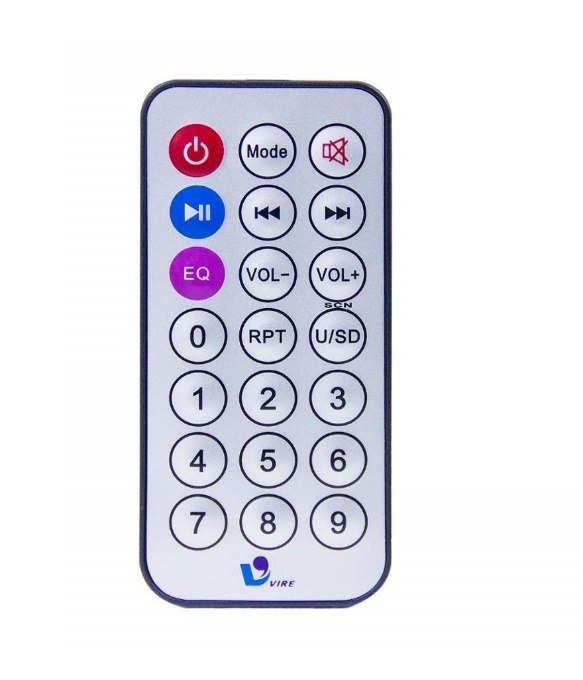 Mode
EQ VOL− VOL+
SCN
0 RPT U/SD
1 2 3
4 5 6
7 8 9
VIRE